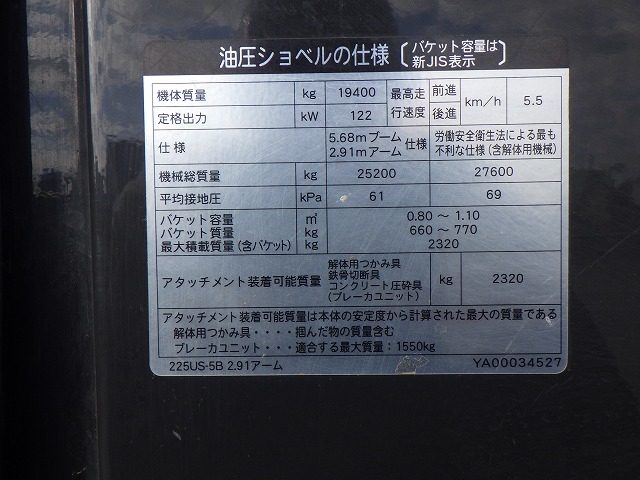 油圧ショベルの仕様〔バケット容量は 新JIS表示〕
機体質量 kg 19400 最高走行速度 前進 後進 km/h 5.5
定格出力 kW 122
仕様 5.68mブーム 2.91mアーム 仕様 労働安全衛生法による最も不利な仕様(含解体用機械)
機械総質量 kg 25200 27600
平均接地圧 kPa 61 69
バケット容量 ㎥ 0.80 ～ 1.10
バケット質量 kg 660 ～ 770
最大積載質量(含バケット) kg 2320
アタッチメント装着可能質量 解体用つかみ具 鉄骨切断具 コンクリート圧砕具 (ブレーカユニット) kg 2320
アタッチメント装着可能質量は本体の安定度から計算された最大の質量である
解体用つかみ具・・・・掴んだ物の質量含む
ブレーカユニット・・・適合する最大質量：1550kg
225US-5B 2.91アーム YA00034527